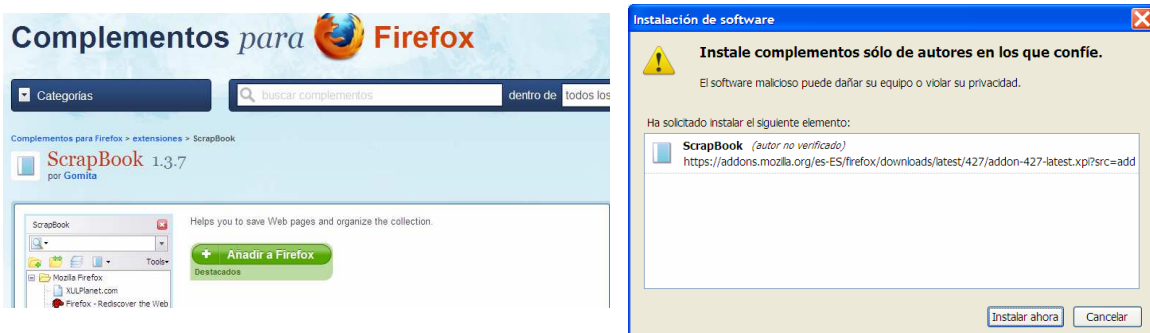 Complementos para Firefox
Categorías
buscar complementos
dentro de todos los
Complementos para Firefox > extensiones > ScrapBook
ScrapBook 1.3.7
por Gomita
ScrapBook
Tools
Mozilla Firefox
XULPlanet.com
Firefox - Rediscover the Web
Helps you to save Web pages and organize the collection.
+ Añadir a Firefox
Destacados
Instalación de software
Instale complementos sólo de autores en los que confíe.
El software malicioso puede dañar su equipo o violar su privacidad.
Ha solicitado instalar el siguiente elemento:
ScrapBook (autor no verificado)
https://addons.mozilla.org/es-ES/firefox/downloads/latest/427/addon-427-latest.xpi?src=add
Instalar ahora
Cancelar